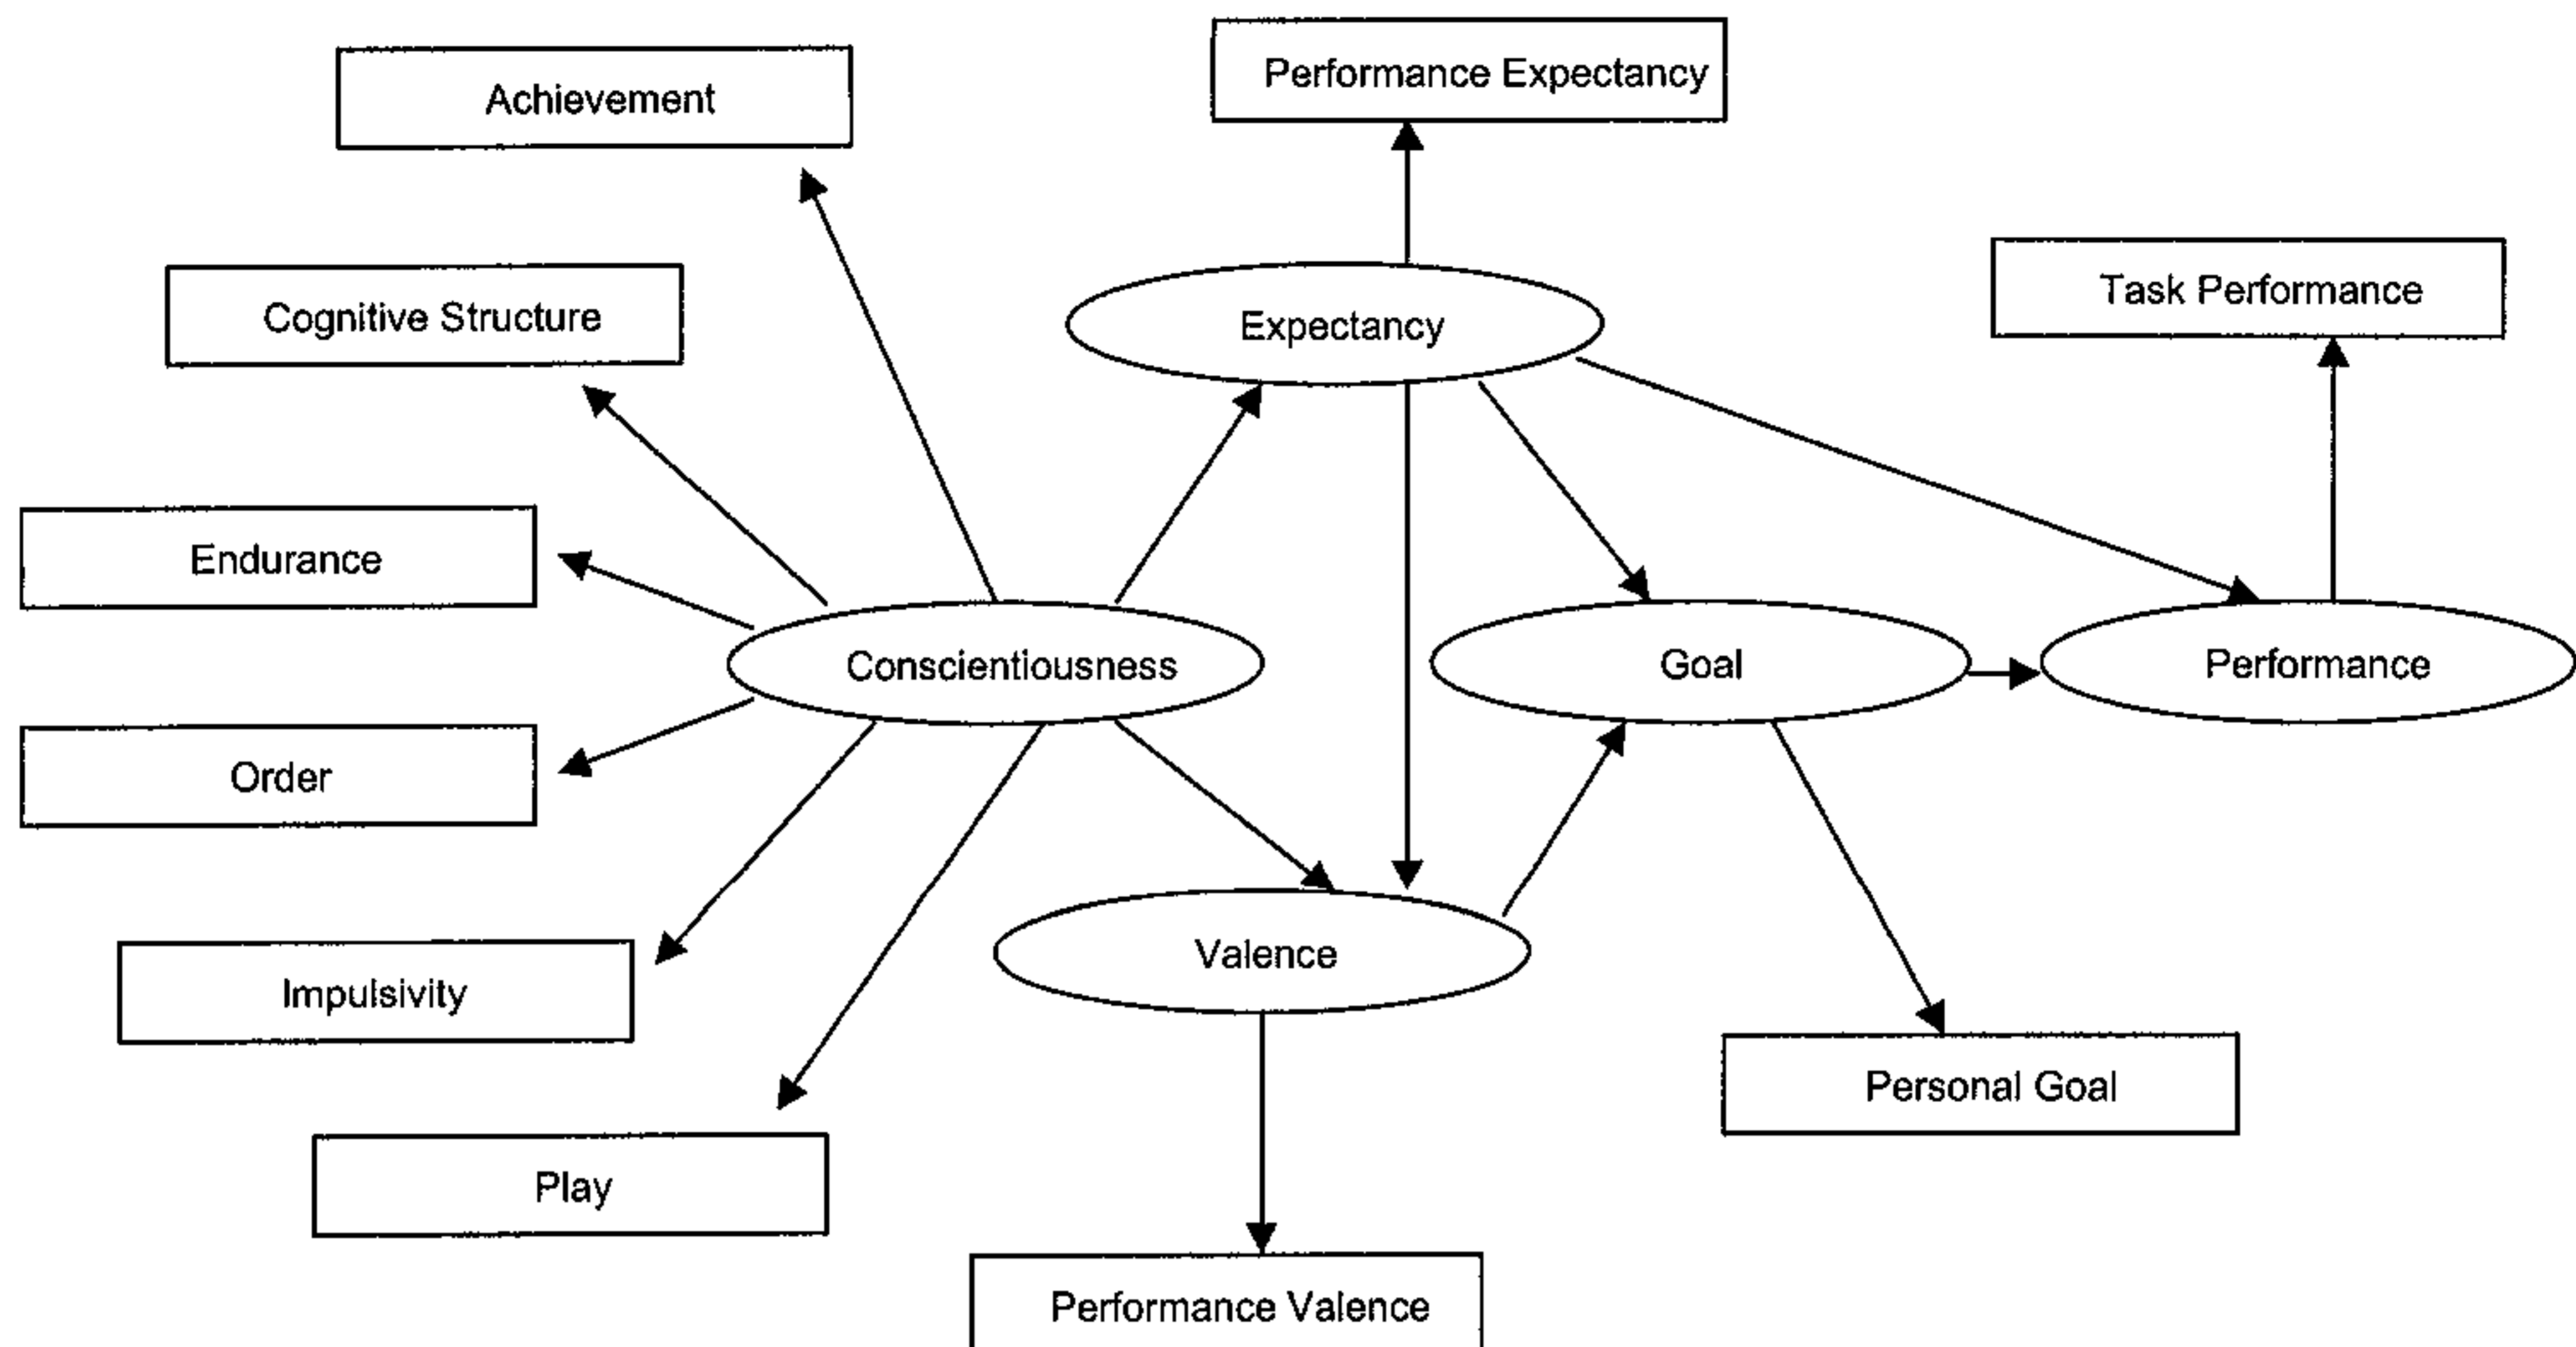 Performance Expectancy
Achievement
Task Performance
Cognitive Structure
Expectancy
Endurance
Conscientiousness
Goal
Performance
Order
Valence
Impulsivity
Personal Goal
Play
Performance Valence